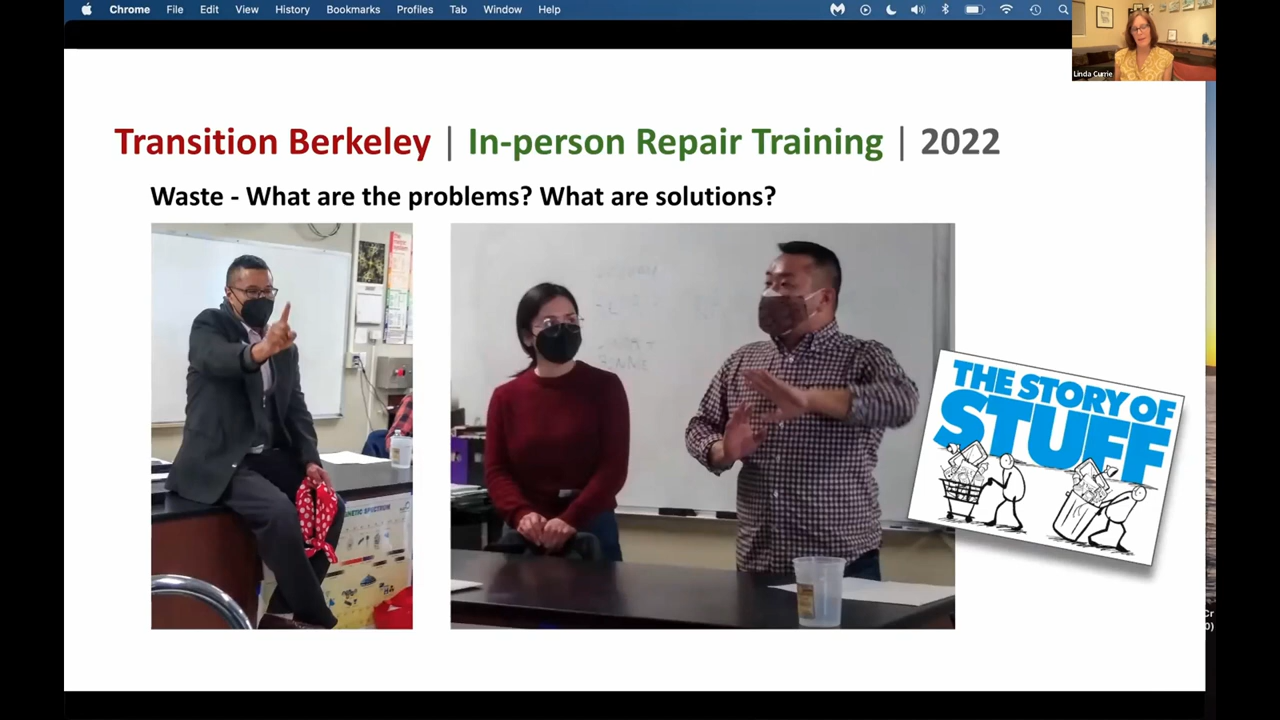 Chrome File Edit View History Bookmarks Profiles Tab Window Help
Linda Currie
Transition Berkeley | In-person Repair Training | 2022
Waste - What are the problems? What are solutions?
THE STORY OF
STUFF